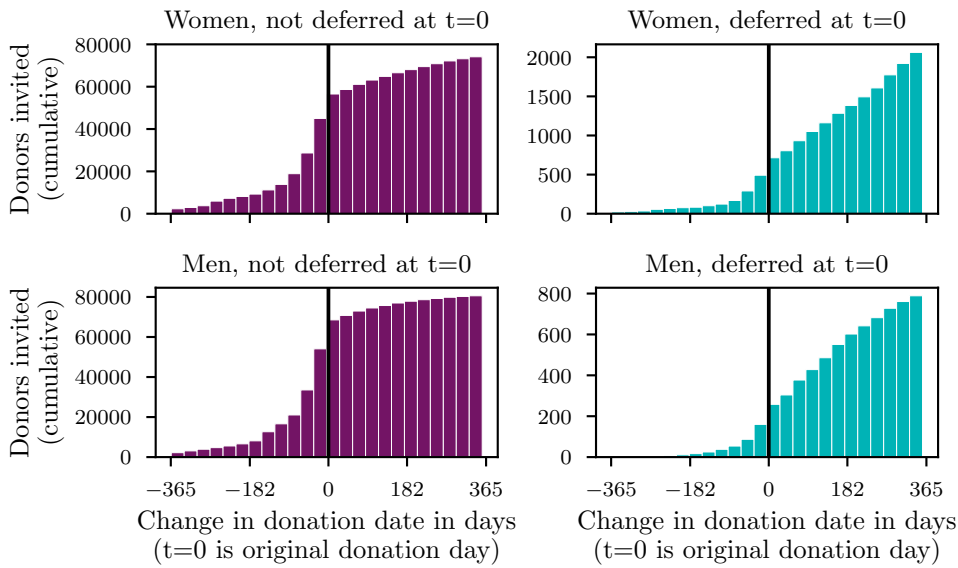 Women, not deferred at t=0
Women, deferred at t=0
Donors invited
(cumulative)
80000
60000
40000
20000
0
2000
1500
1000
500
0
Men, not deferred at t=0
Men, deferred at t=0
Donors invited
(cumulative)
80000
60000
40000
20000
0
800
600
400
200
0
−365 −182 0 182 365
−365 −182 0 182 365
Change in donation date in days
(t=0 is original donation day)
Change in donation date in days
(t=0 is original donation day)